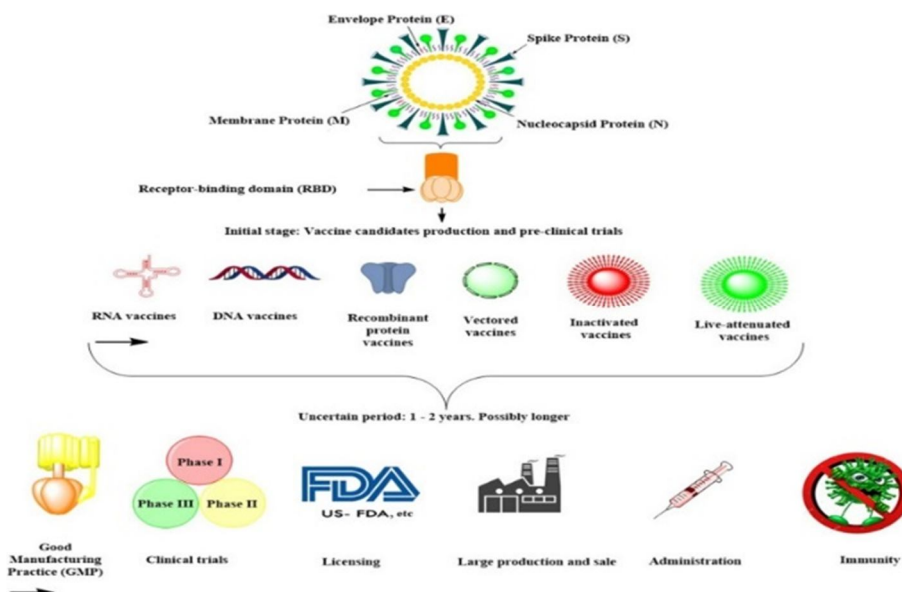 Envelope Protein (E)
Spike Protein (S)
Membrane Protein (M)
Nucleocapsid Protein (N)
Receptor-binding domain (RBD)
Initial stage: Vaccine candidates production and pre-clinical trials
RNA vaccines
DNA vaccines
Recombinant
protein
vaccines
Vectored
vaccines
Inactivated
vaccines
Live-attenuated
vaccines
Uncertain period: 1 - 2 years. Possibly longer
Phase I
Phase III
Phase II
FDA
US- FDA, etc
Good
Manufacturing
Practice (GMP)
Clinical trials
Licensing
Large production and sale
Administration
Immunity